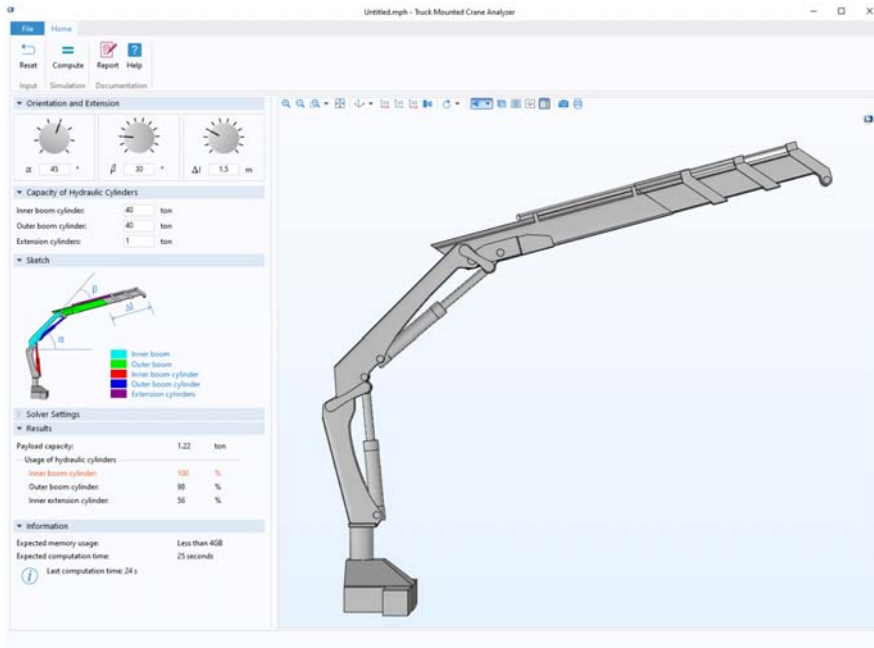 Untitled.mph - Truck Mounted Crane Analyzer
File Home
Reset Compute Report Help
Input Simulation Documentation
Orientation and Extension
α 45 ° β 30 ° Δl 1.5 m
Capacity of Hydraulic Cylinders
Inner boom cylinder: 40 ton
Outer boom cylinder: 40 ton
Extension cylinders: 1 ton
Sketch
β
Δl
α
Inner boom
Outer boom
Inner boom cylinder
Outer boom cylinder
Extension cylinders
Solver Settings
Results
Payload capacity: 1.22 ton
Usage of hydraulic cylinders
Inner boom cylinder: 100 %
Outer boom cylinder: 98 %
Inner extension cylinder: 56 %
Information
Expected memory usage: Less than 4GB
Expected computation time: 25 seconds
Last computation time: 24 s